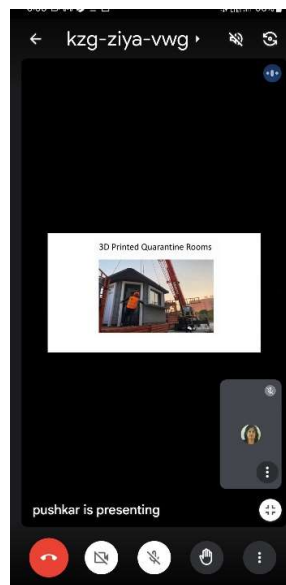 kzg-ziya-vwg
3D Printed Quarantine Rooms
pushkar is presenting